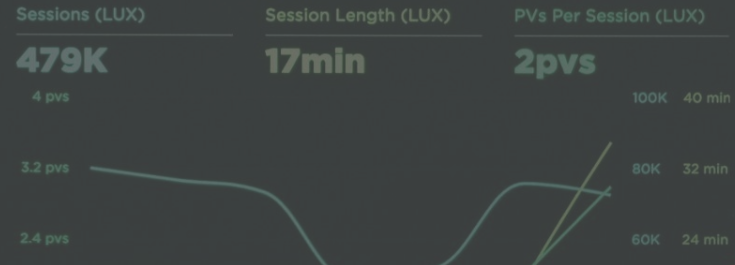 Sessions (LUX)
Session Length (LUX)
PVs Per Session (LUX)
479K
17min
2pvs
4 pvs
100K
40 min
3.2 pvs
80K
32 min
2.4 pvs
60K
24 min